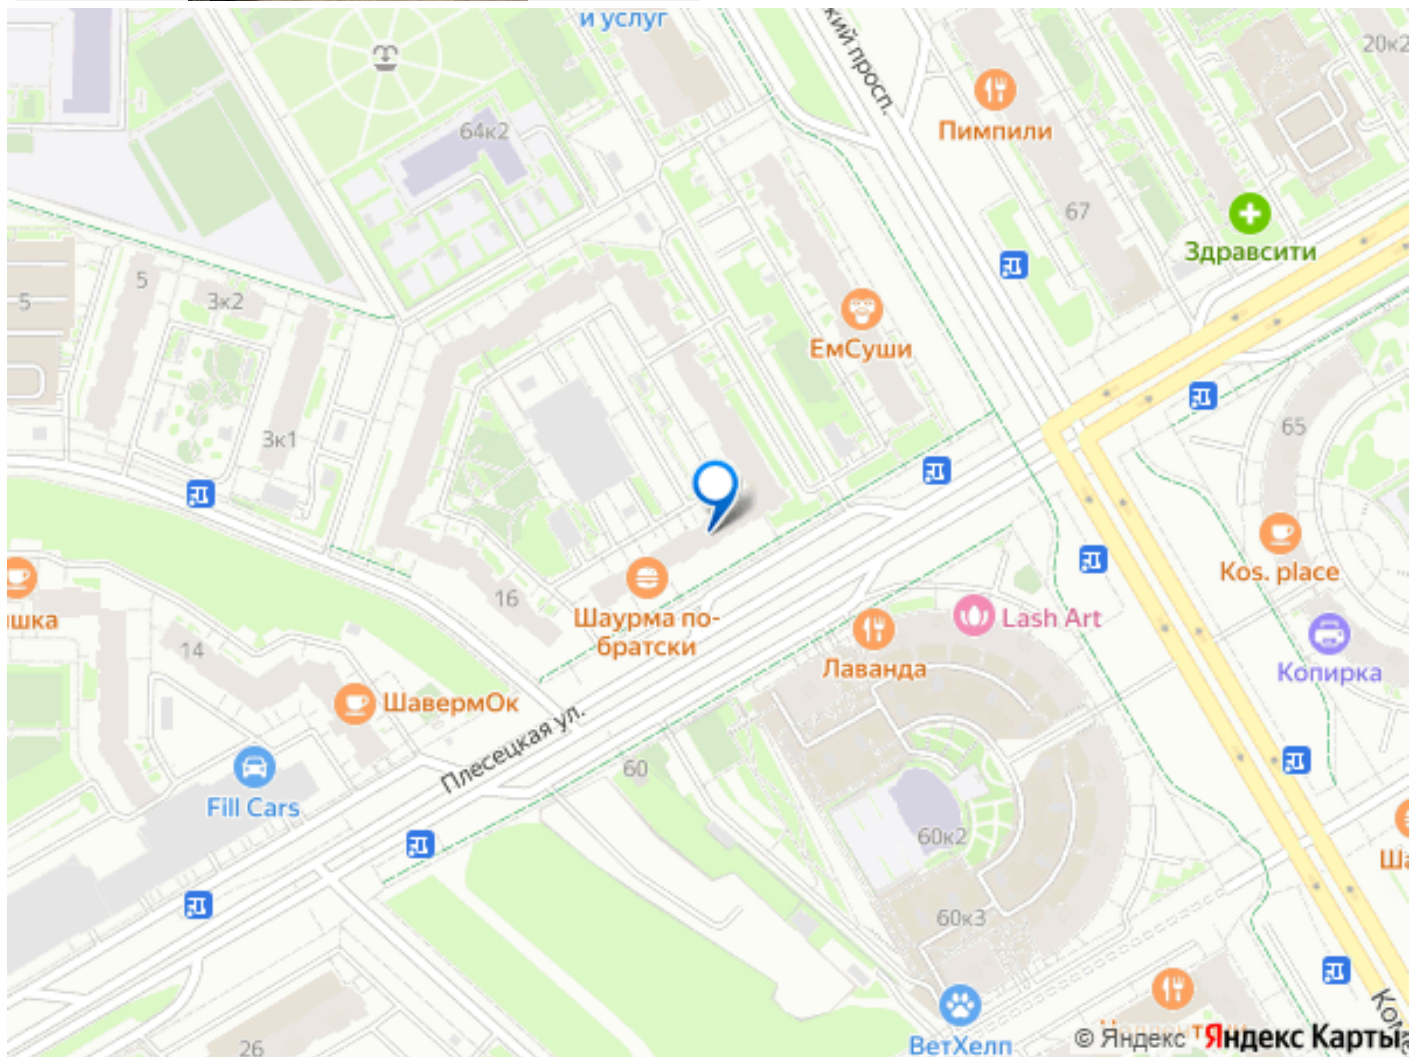 и услуг
кий просп.
20к2
Пимпили
64к2
67
Здравсити
5
3к2
5
ЕмСуши
3к1
65
Kos. place
Шаурма по-
братски
16
Lash Art
шка
14
Лаванда
Копирка
ШавермОк
Плесецкая ул.
60
Fill Cars
60к2
Ша
60к3
26
ВетХелп
Ком
© Яндекс Яндекс Карты